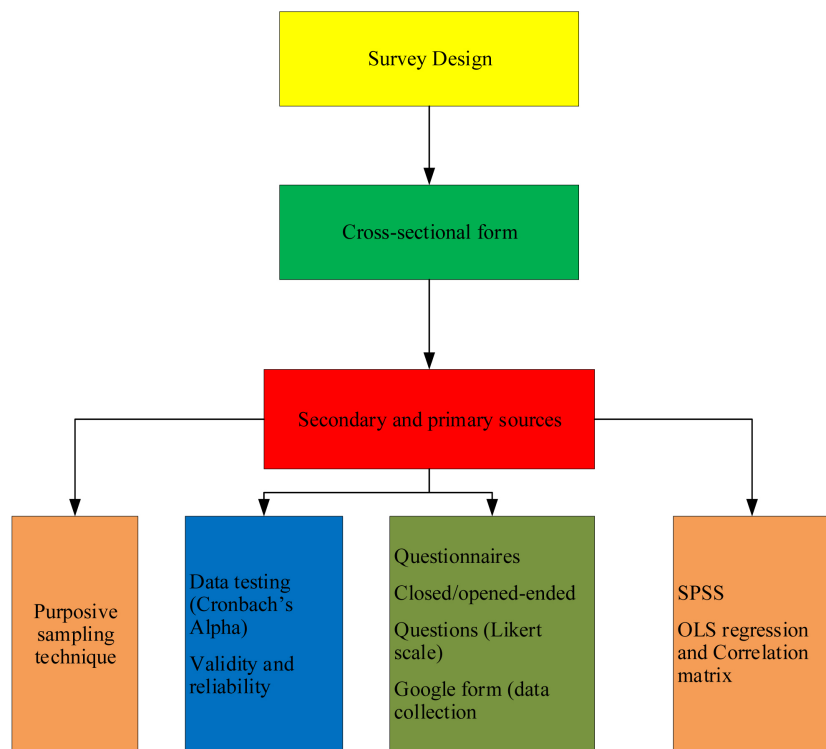 Survey Design
Cross-sectional form
Secondary and primary sources
Purposive
sampling
technique
Data testing
(Cronbach's
Alpha)
Validity and
reliability
Questionnaires
Closed/opened-ended
Questions (Likert
scale)
Google form (data
collection
SPSS
OLS regression
and Correlation
matrix